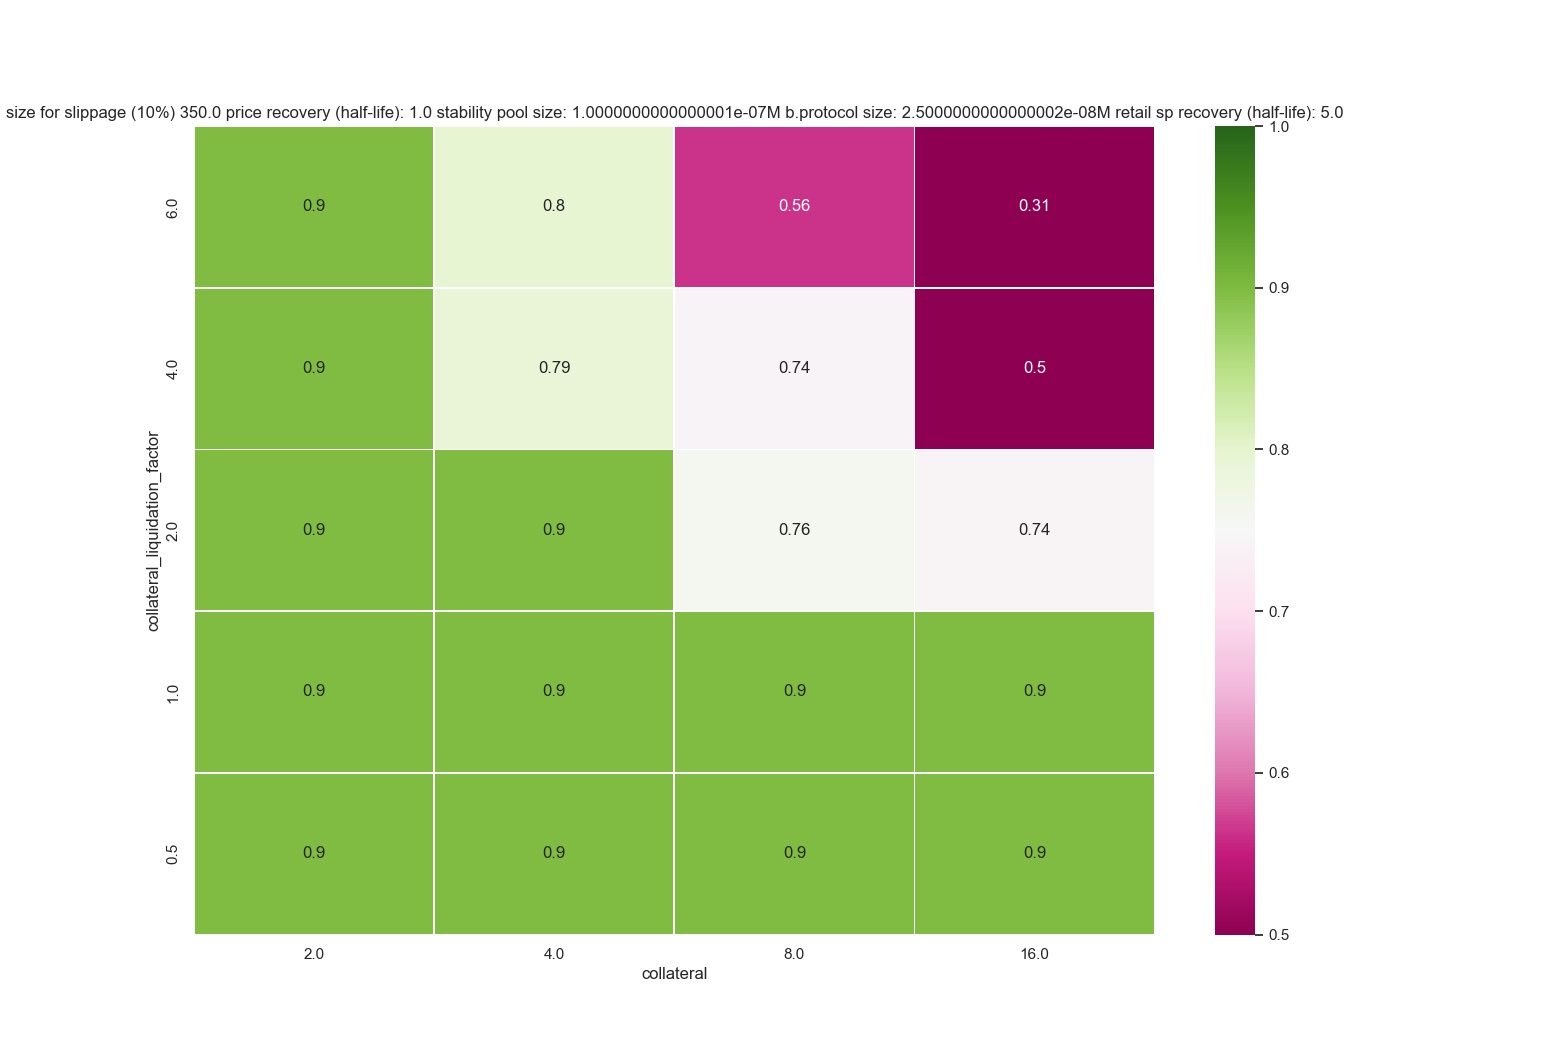 size for slippage (10%) 350.0 price recovery (half-life): 1.0 stability pool size: 1.0000000000000001e-07M b.protocol size: 2.5000000000000002e-08M retail sp recovery (half-life): 5.0
collateral_liquidation_factor
6.0 0.9 0.8 0.56 0.31
4.0 0.9 0.79 0.74 0.5
2.0 0.9 0.9 0.76 0.74
1.0 0.9 0.9 0.9 0.9
0.5 0.9 0.9 0.9 0.9
2.0 4.0 8.0 16.0
collateral
1.0
0.9
0.8
0.7
0.6
0.5